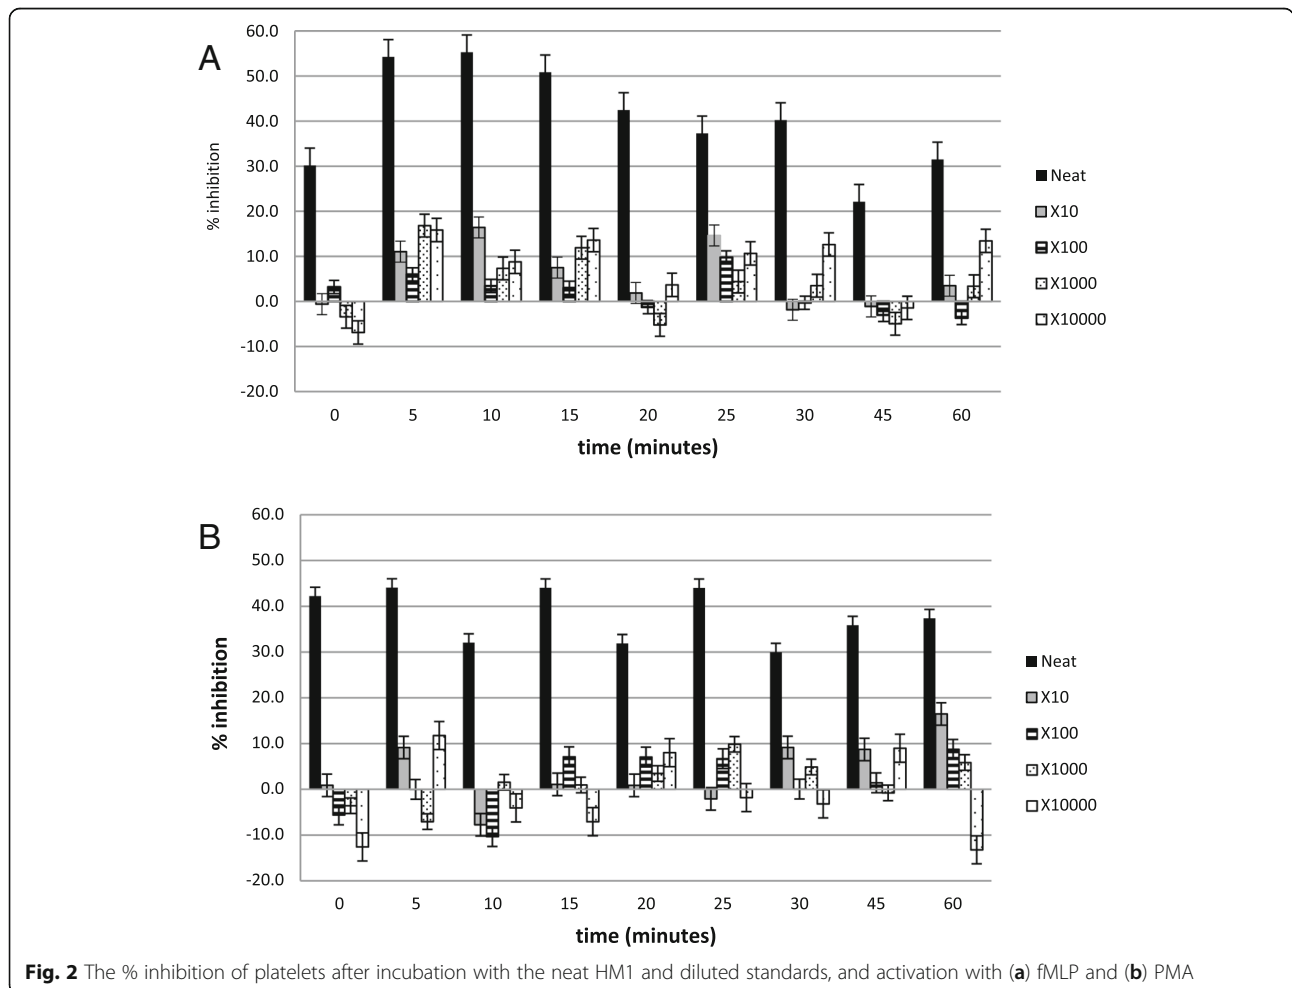 A
60.0
50.0
40.0
30.0
20.0
10.0
0.0
-10.0
-20.0
% inhibition
0 5 10 15 20 25 30 45 60
time (minutes)
Neat
X10
X100
X1000
X10000
B
60.0
50.0
40.0
30.0
20.0
10.0
0.0
-10.0
-20.0
% inhibition
0 5 10 15 20 25 30 45 60
time (minutes)
Neat
X10
X100
X1000
X10000
Fig. 2 The % inhibition of platelets after incubation with the neat HM1 and diluted standards, and activation with (a) fMLP and (b) PMA